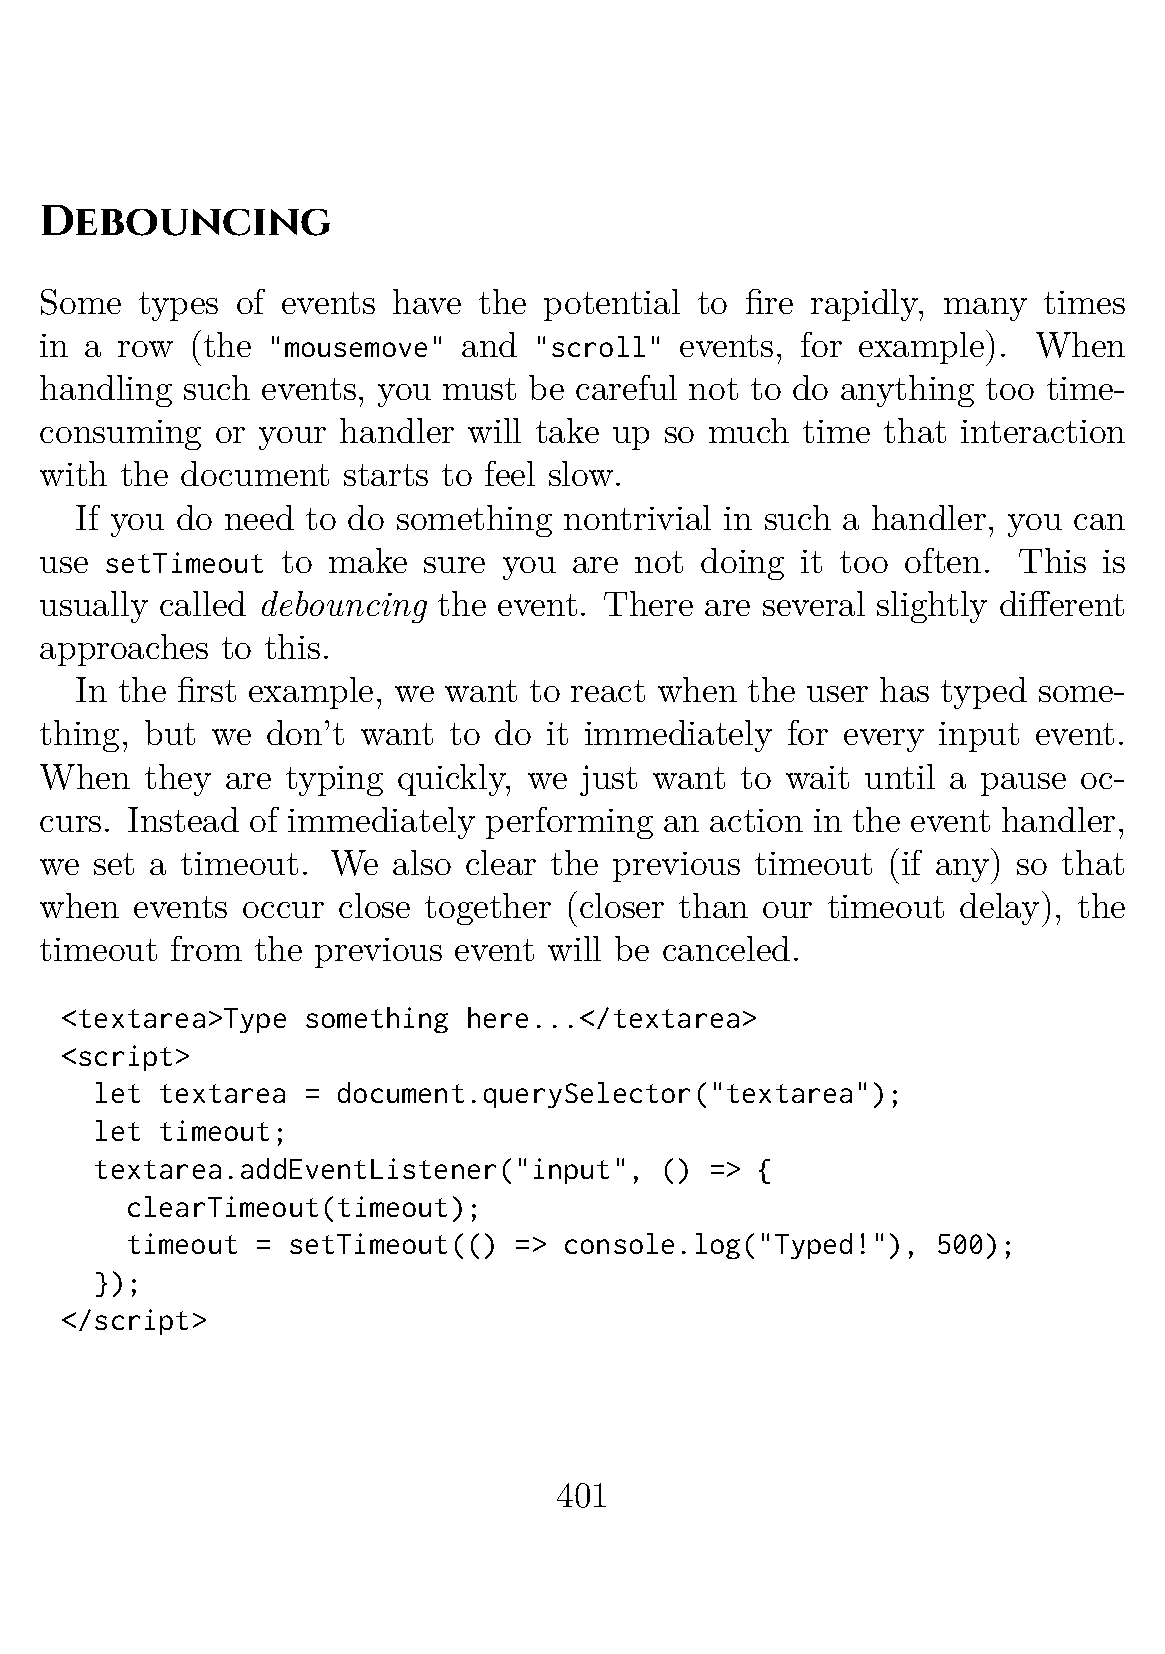 Debouncing
Some types of events have the potential to fire rapidly, many times
in a row (the "mousemove" and "scroll" events, for example). When
handling such events, you must be careful not to do anything too time-
consuming or your handler will take up so much time that interaction
with the document starts to feel slow.
If you do need to do something nontrivial in such a handler, you can
use setTimeout to make sure you are not doing it too often. This is
usually called debouncing the event. There are several slightly different
approaches to this.
In the first example, we want to react when the user has typed some-
thing, but we don't want to do it immediately for every input event.
When they are typing quickly, we just want to wait until a pause oc-
curs. Instead of immediately performing an action in the event handler,
we set a timeout. We also clear the previous timeout (if any) so that
when events occur close together (closer than our timeout delay), the
timeout from the previous event will be canceled.
<textarea>Type something here...</textarea>
<script>
  let textarea = document.querySelector("textarea");
  let timeout;
  textarea.addEventListener("input", () => {
    clearTimeout(timeout);
    timeout = setTimeout(() => console.log("Typed!"), 500);
  });
</script>
401